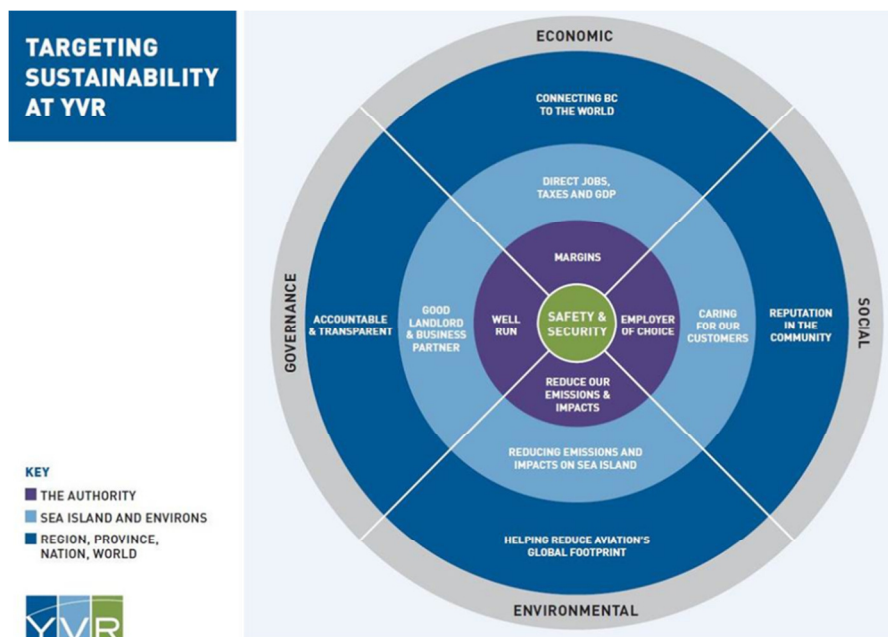 TARGETING
SUSTAINABILITY
AT YVR
ECONOMIC
CONNECTING BC
TO THE WORLD
DIRECT JOBS,
TAXES AND GDP
MARGINS
GOVERNANCE
ACCOUNTABLE
& TRANSPARENT
GOOD
LANDLORD
& BUSINESS
PARTNER
WELL
RUN
SAFETY &
SECURITY
EMPLOYER
OF CHOICE
CARING
FOR OUR
CUSTOMERS
REPUTATION
IN THE
COMMUNITY
SOCIAL
REDUCE OUR
EMISSIONS &
IMPACTS
REDUCING EMISSIONS AND
IMPACTS ON SEA ISLAND
HELPING REDUCE AVIATION'S
GLOBAL FOOTPRINT
ENVIRONMENTAL
KEY
THE AUTHORITY
SEA ISLAND AND ENVIRONS
REGION, PROVINCE,
NATION, WORLD
YVR